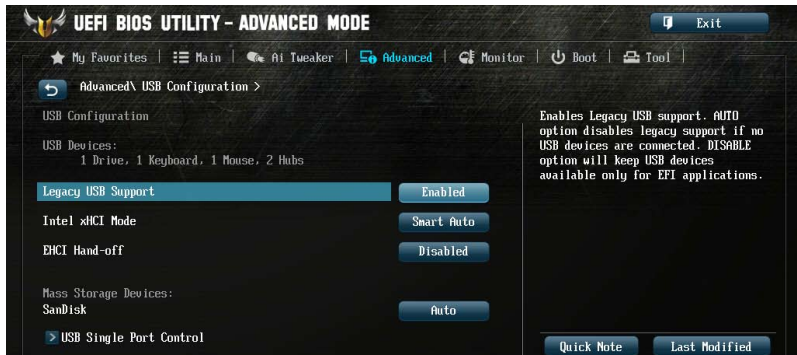 UEFI BIOS UTILITY – ADVANCED MODE
Exit
My Favorites | Main | Ai Tweaker | Advanced | Monitor | Boot | Tool |
Advanced\ USB Configuration >
USB Configuration
USB Devices:
1 Drive, 1 Keyboard, 1 Mouse, 2 Hubs
Legacy USB Support Enabled
Intel xHCI Mode Smart Auto
EHCI Hand-off Disabled
Mass Storage Devices:
SanDisk Auto
> USB Single Port Control
Enables Legacy USB support. AUTO
option disables legacy support if no
USB devices are connected. DISABLE
option will keep USB devices
available only for EFI applications.
Quick Note Last Modified